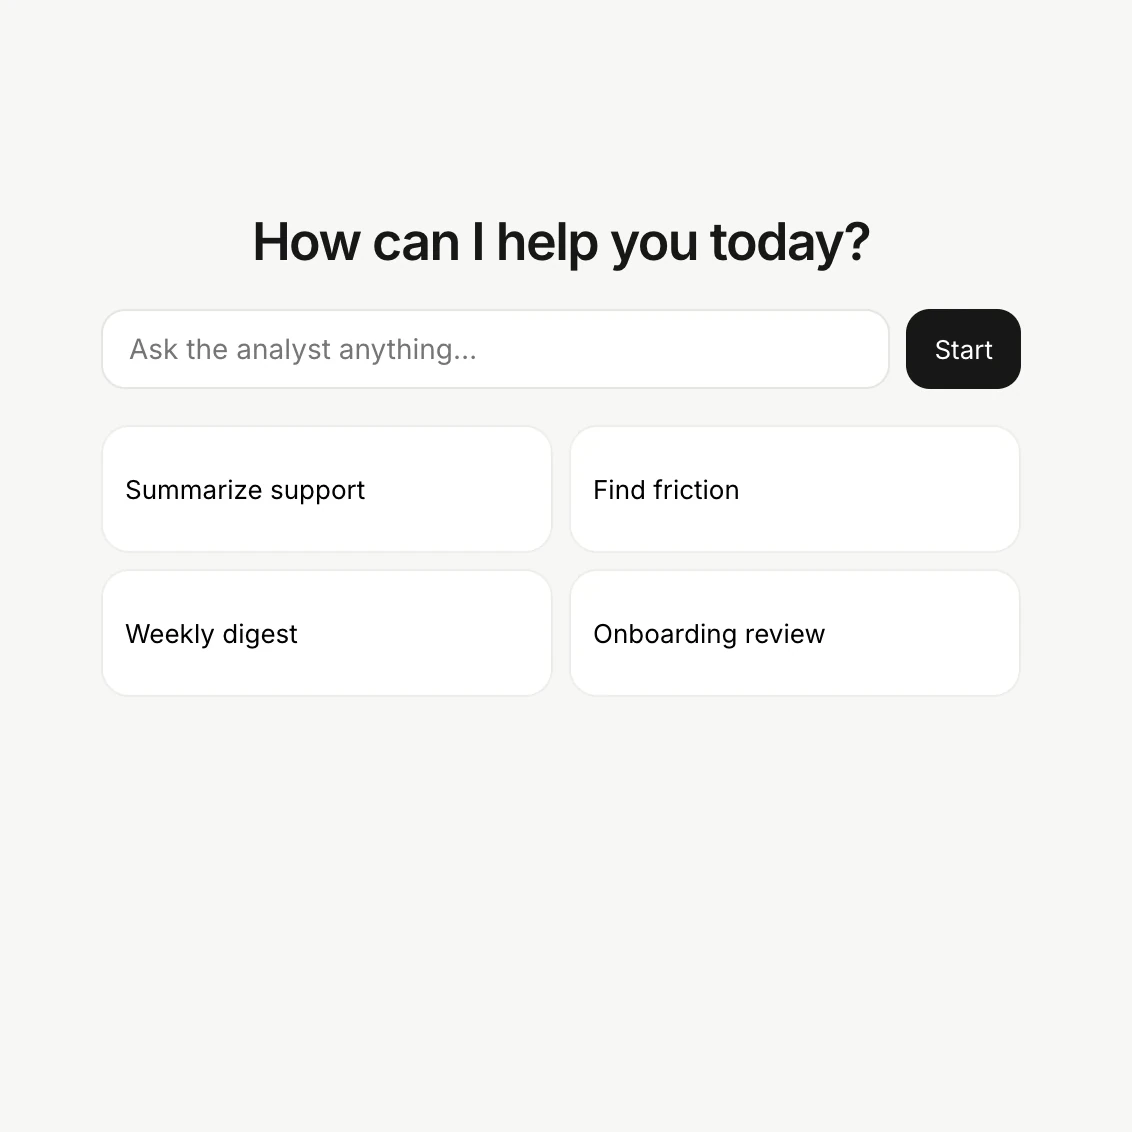 How can I help you today?
Ask the analyst anything...
Start
Summarize support
Find friction
Weekly digest
Onboarding review